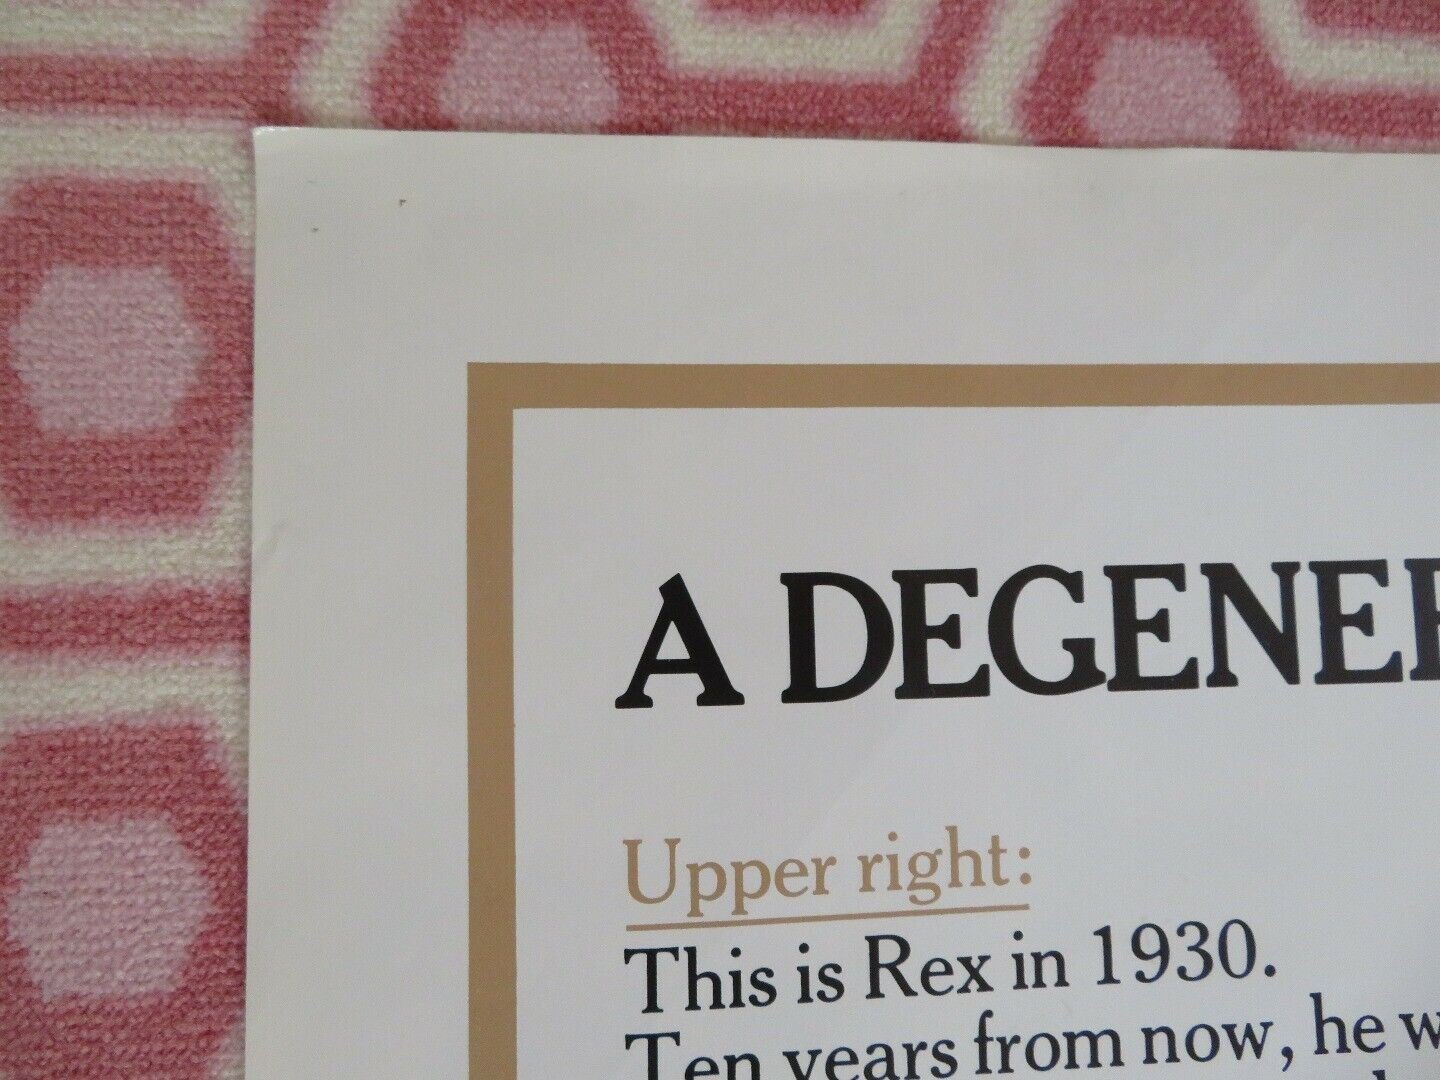 A DEGENE
Upper right:
This is Rex in 1930.
Ten years from now, he